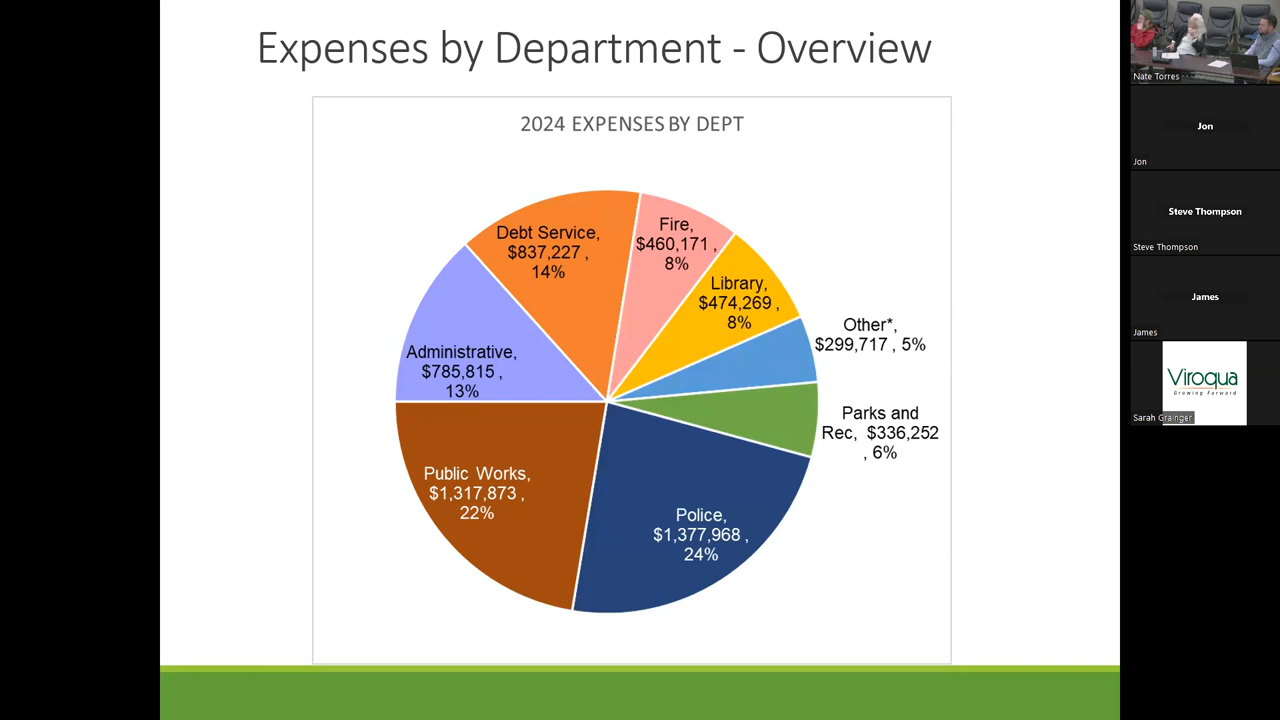 Expenses by Department - Overview
2024 EXPENSES BY DEPT
Debt Service,
$837,227 ,
14%
Fire,
$460,171 ,
8%
Library,
$474,269 ,
8%
Other*,
$299,717 , 5%
Administrative,
$785,815 ,
13%
Parks and
Rec, $336,252
, 6%
Public Works,
$1,317,873 ,
22%
Police,
$1,377,968 ,
24%
Nate Torres
Jon
Jon
Steve Thompson
Steve Thompson
James
James
Viroqua
Growing Forward
Sarah Grainger